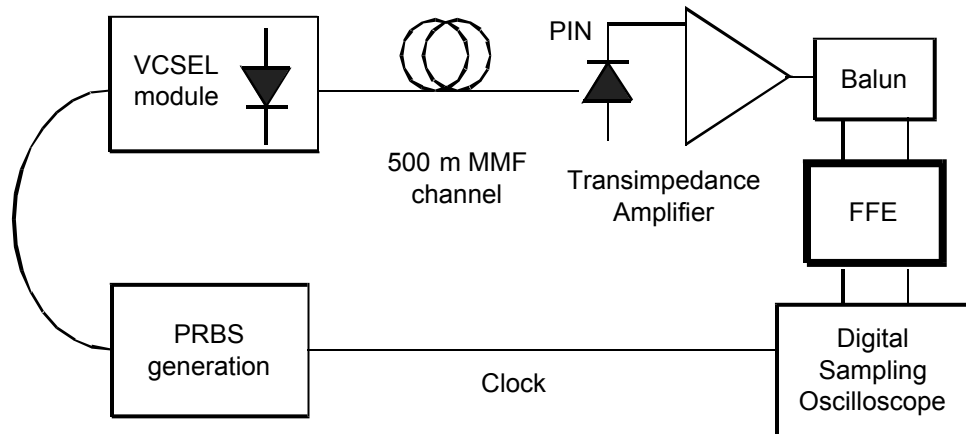 VCSEL
module
PIN
Balun
500 m MMF
channel
Transimpedance
Amplifier
FFE
PRBS
generation
Clock
Digital
Sampling
Oscilloscope